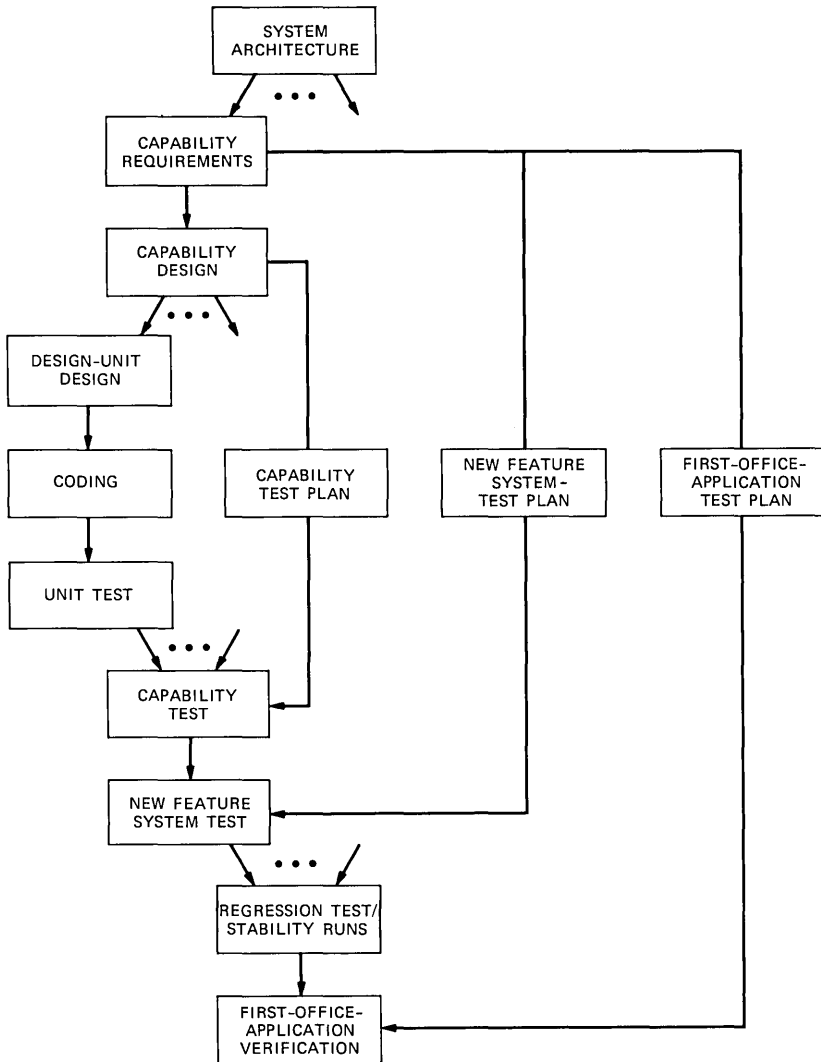 SYSTEM
ARCHITECTURE
CAPABILITY
REQUIREMENTS
CAPABILITY
DESIGN
DESIGN-UNIT
DESIGN
CODING
CAPABILITY
TEST PLAN
NEW FEATURE
SYSTEM-
TEST PLAN
FIRST-OFFICE-
APPLICATION
TEST PLAN
UNIT TEST
CAPABILITY
TEST
NEW FEATURE
SYSTEM TEST
REGRESSION TEST/
STABILITY RUNS
FIRST-OFFICE-
APPLICATION
VERIFICATION